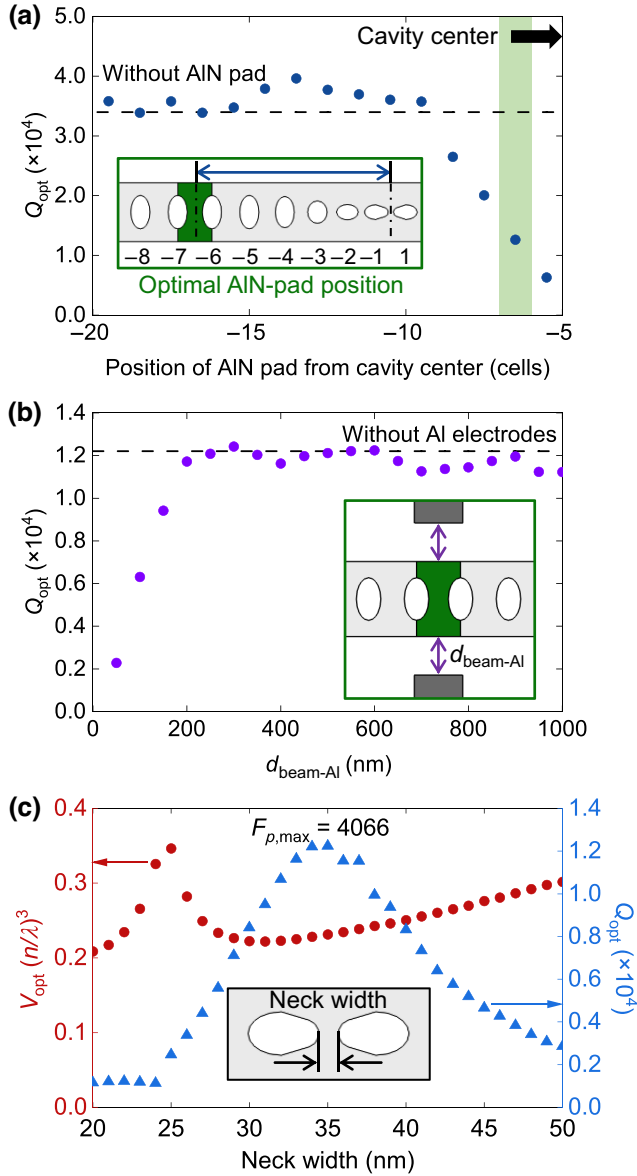 (a)
5.0
4.0
3.0
2.0
1.0
0.0
Q_opt (×10⁴)
Cavity center
Without AlN pad
−8 −7 −6 −5 −4 −3 −2 −1 1
Optimal AlN-pad position
−20 −15 −10 −5
Position of AlN pad from cavity center (cells)
(b)
1.4
1.2
1.0
0.8
0.6
0.4
0.2
0.0
Q_opt (×10⁴)
Without Al electrodes
d_beam-Al
0 200 400 600 800 1000
d_beam-Al (nm)
(c)
0.4
0.3
0.2
0.1
0.0
V_opt (n/λ)³
F_p,max = 4066
Neck width
1.4
1.2
1.0
0.8
0.6
0.4
0.2
0.0
Q_opt (×10⁴)
20 25 30 35 40 45 50
Neck width (nm)